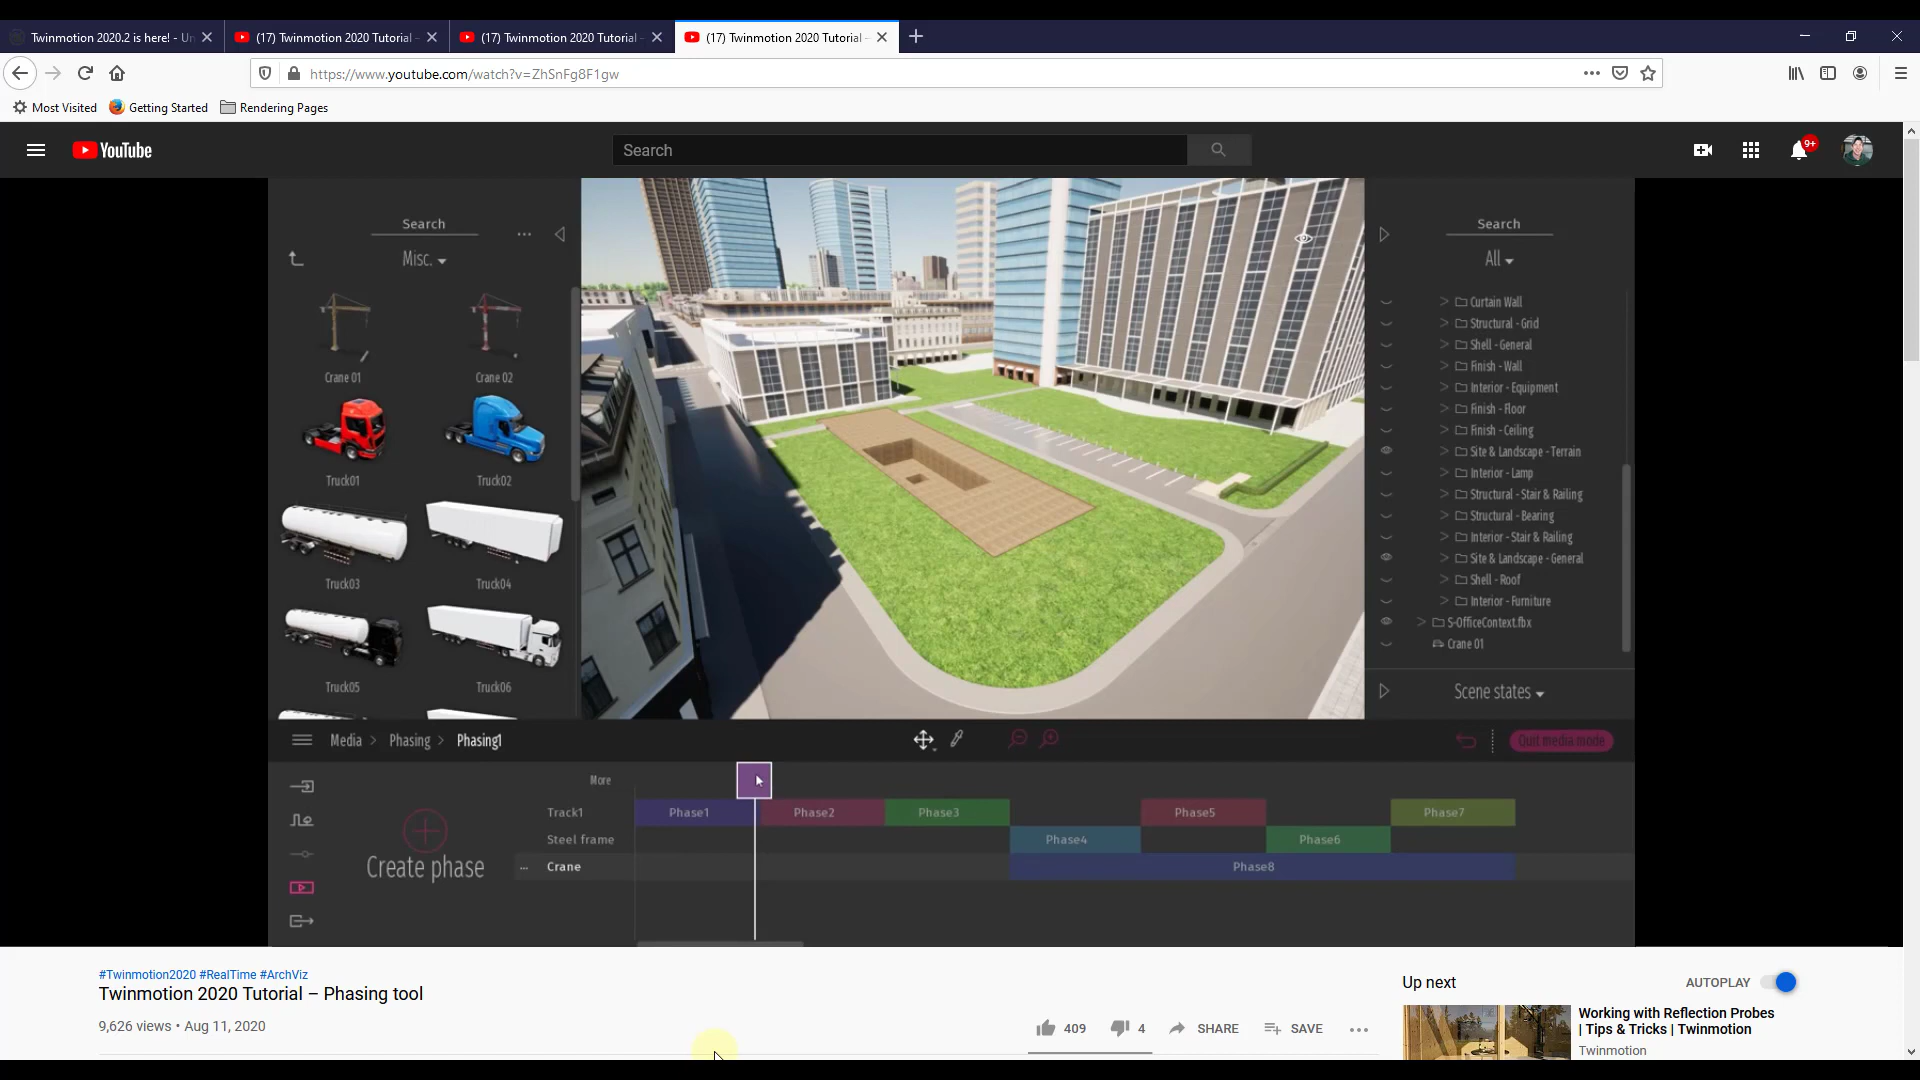 Twinmotion 2020.2 is here! - Un
(17) Twinmotion 2020 Tutorial -
(17) Twinmotion 2020 Tutorial -
(17) Twinmotion 2020 Tutorial -
https://www.youtube.com/watch?v=ZhSnFg8F1gw
Most Visited
Getting Started
Rendering Pages
YouTube
Search
9+
Search
Misc.
Crane 01
Crane 02
Truck01
Truck02
Truck03
Truck04
Truck05
Truck06
Search
All
Curtain Wall
Structural - Grid
Shell - General
Finish - Wall
Interior - Equipment
Finish - Floor
Finish - Ceiling
Site & Landscape - Terrain
Interior - Lamp
Structural - Stair & Railing
Structural - Bearing
Interior - Stair & Railing
Site & Landscape - General
Shell - Roof
Interior - Furniture
S-OfficeContext.fbx
Crane 01
Scene states
Media > Phasing > Phasing1
Quit media mode
More
Create phase
Track1
Phase1
Phase2
Phase3
Phase5
Phase7
Steel frame
Phase4
Phase6
Crane
Phase8
#Twinmotion2020 #RealTime #ArchViz
Twinmotion 2020 Tutorial – Phasing tool
9,626 views • Aug 11, 2020
409
4
SHARE
SAVE
Up next
AUTOPLAY
Working with Reflection Probes
| Tips & Tricks | Twinmotion
Twinmotion